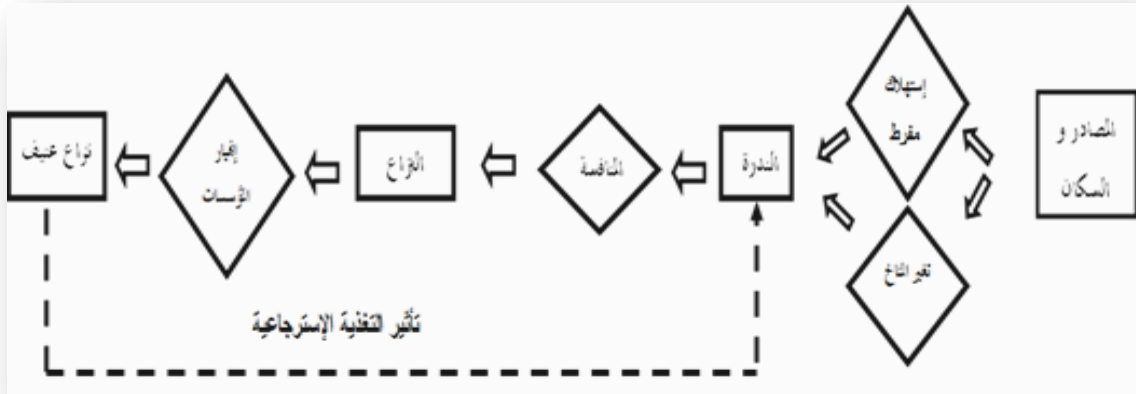 المصادر و
السكان
إستهلاك
مفرط
تغير المناخ
الندرة
المنافسة
النزاع
إنهيار
المؤسسات
نزاع عنيف
تأثير التغذية الإسترجاعية